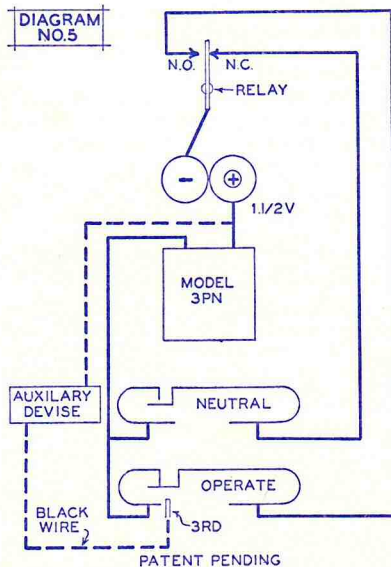 DIAGRAM
NO.5
N.O. N.C.
RELAY
- +
1.1/2V
MODEL
3PN
AUXILARY
DEVISE
NEUTRAL
OPERATE
BLACK
WIRE
3RD
PATENT PENDING